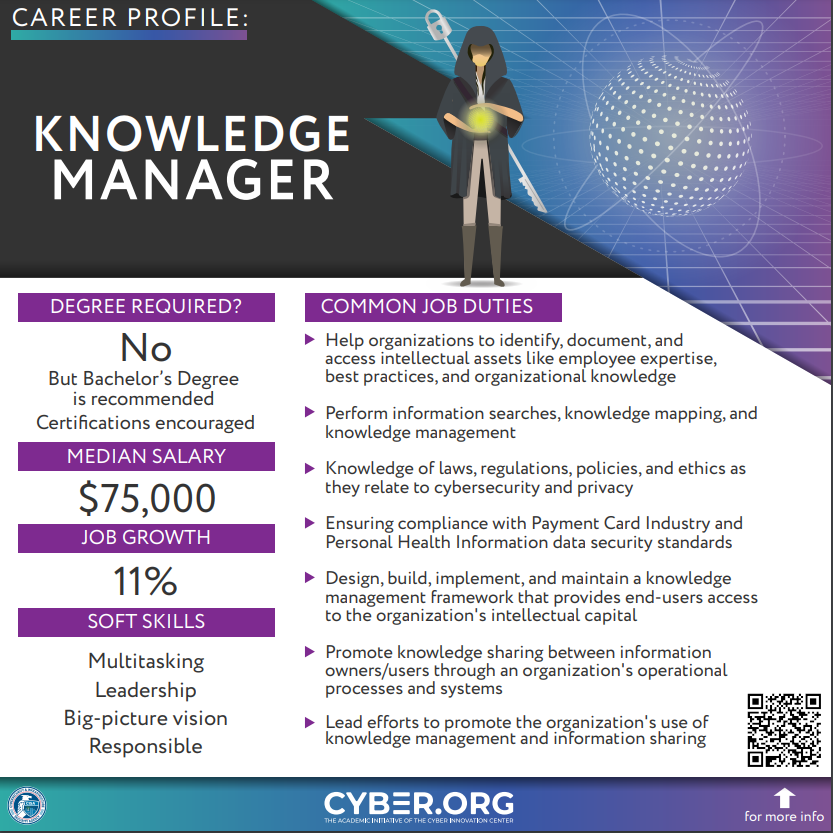 CAREER PROFILE:
KNOWLEDGE
MANAGER
DEGREE REQUIRED?
No
But Bachelor's Degree
is recommended
Certifications encouraged
MEDIAN SALARY
$75,000
JOB GROWTH
11%
SOFT SKILLS
Multitasking
Leadership
Big-picture vision
Responsible
COMMON JOB DUTIES
Help organizations to identify, document, and
access intellectual assets like employee expertise,
best practices, and organizational knowledge
Perform information searches, knowledge mapping, and
knowledge management
Knowledge of laws, regulations, policies, and ethics as
they relate to cybersecurity and privacy
Ensuring compliance with Payment Card Industry and
Personal Health Information data security standards
Design, build, implement, and maintain a knowledge
management framework that provides end-users access
to the organization's intellectual capital
Promote knowledge sharing between information
owners/users through an organization's operational
processes and systems
Lead efforts to promote the organization's use of
knowledge management and information sharing
CYBER.ORG
THE ACADEMIC INITIATIVE OF THE CYBER INNOVATION CENTER
for more info